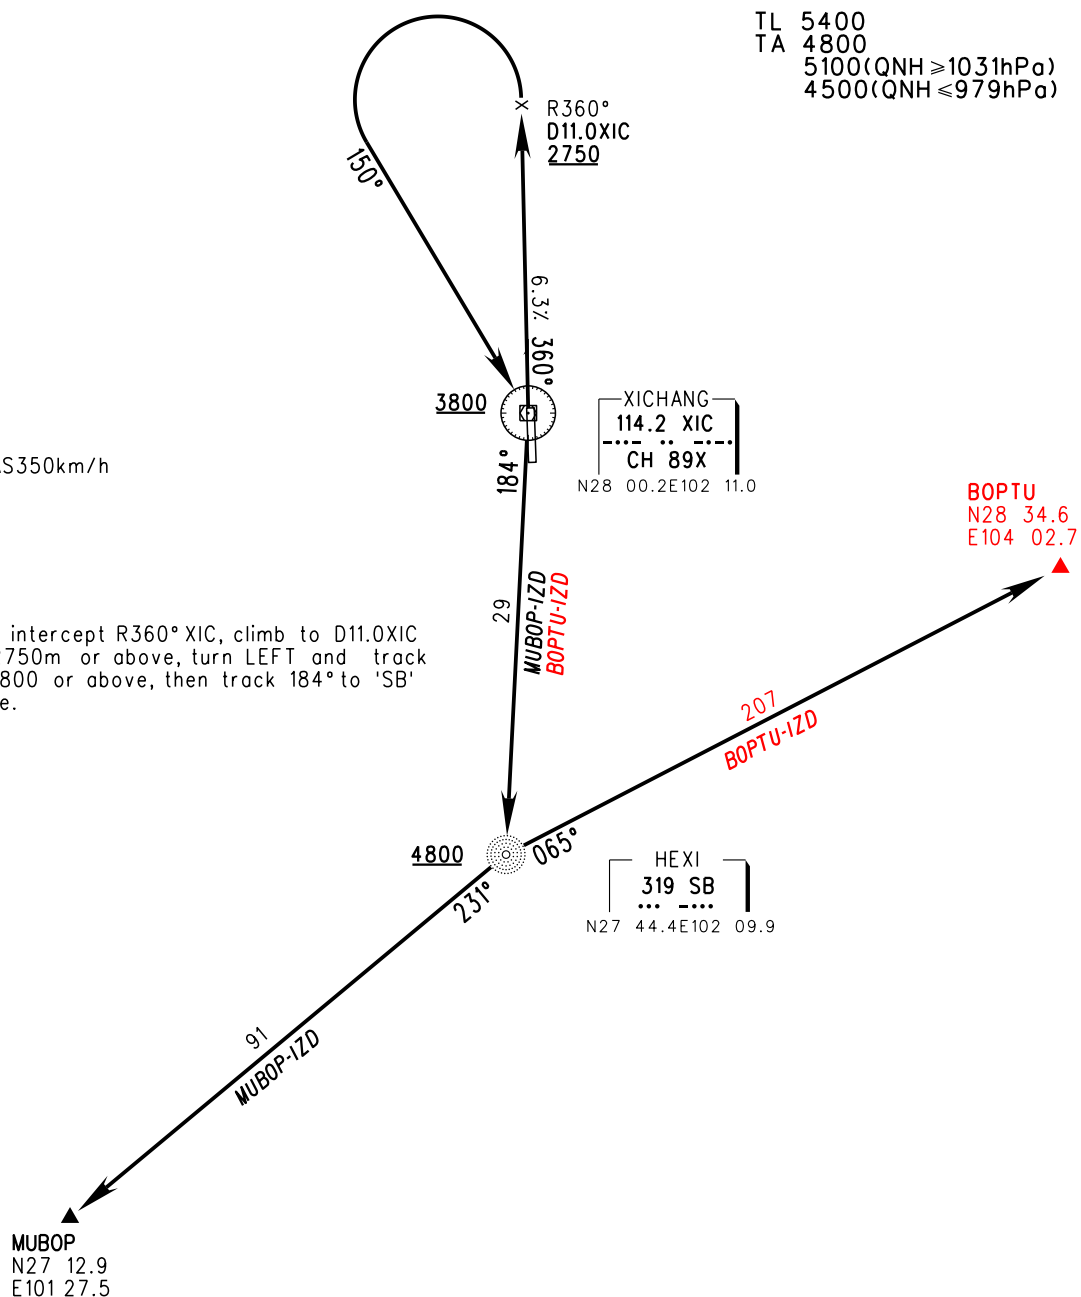 TL 5400
TA 4800
5100(QNH ≥1031hPa)
4500(QNH ≤979hPa)
R360°
D11.0XIC
2750
150°
6.3% 360°
3800
XICHANG
114.2 XIC
CH 89X
N28 00.2E102 11.0
S350km/h
184°
BOPTU
N28 34.6
E104 02.7
29
MUBOP-IZD
BOPTU-IZD
intercept R360° XIC, climb to D11.0XIC
750m or above, turn LEFT and track
800 or above, then track 184° to 'SB'
e.
207
BOPTU-IZD
4800
065°
231°
HEXI
319 SB
N27 44.4E102 09.9
91
MUBOP-IZD
MUBOP
N27 12.9
E101 27.5